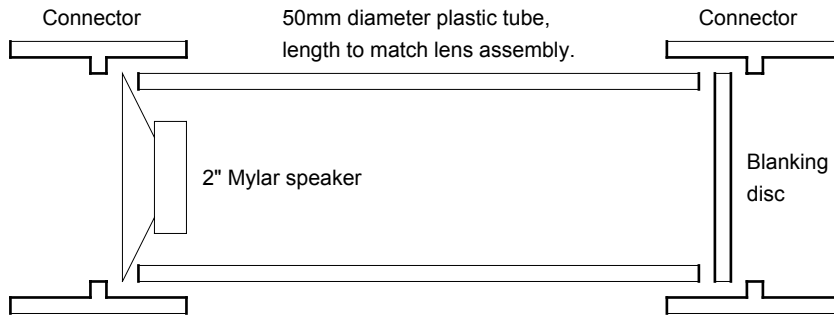 Connector
50mm diameter plastic tube,
length to match lens assembly.
Connector
2" Mylar speaker
Blanking
disc